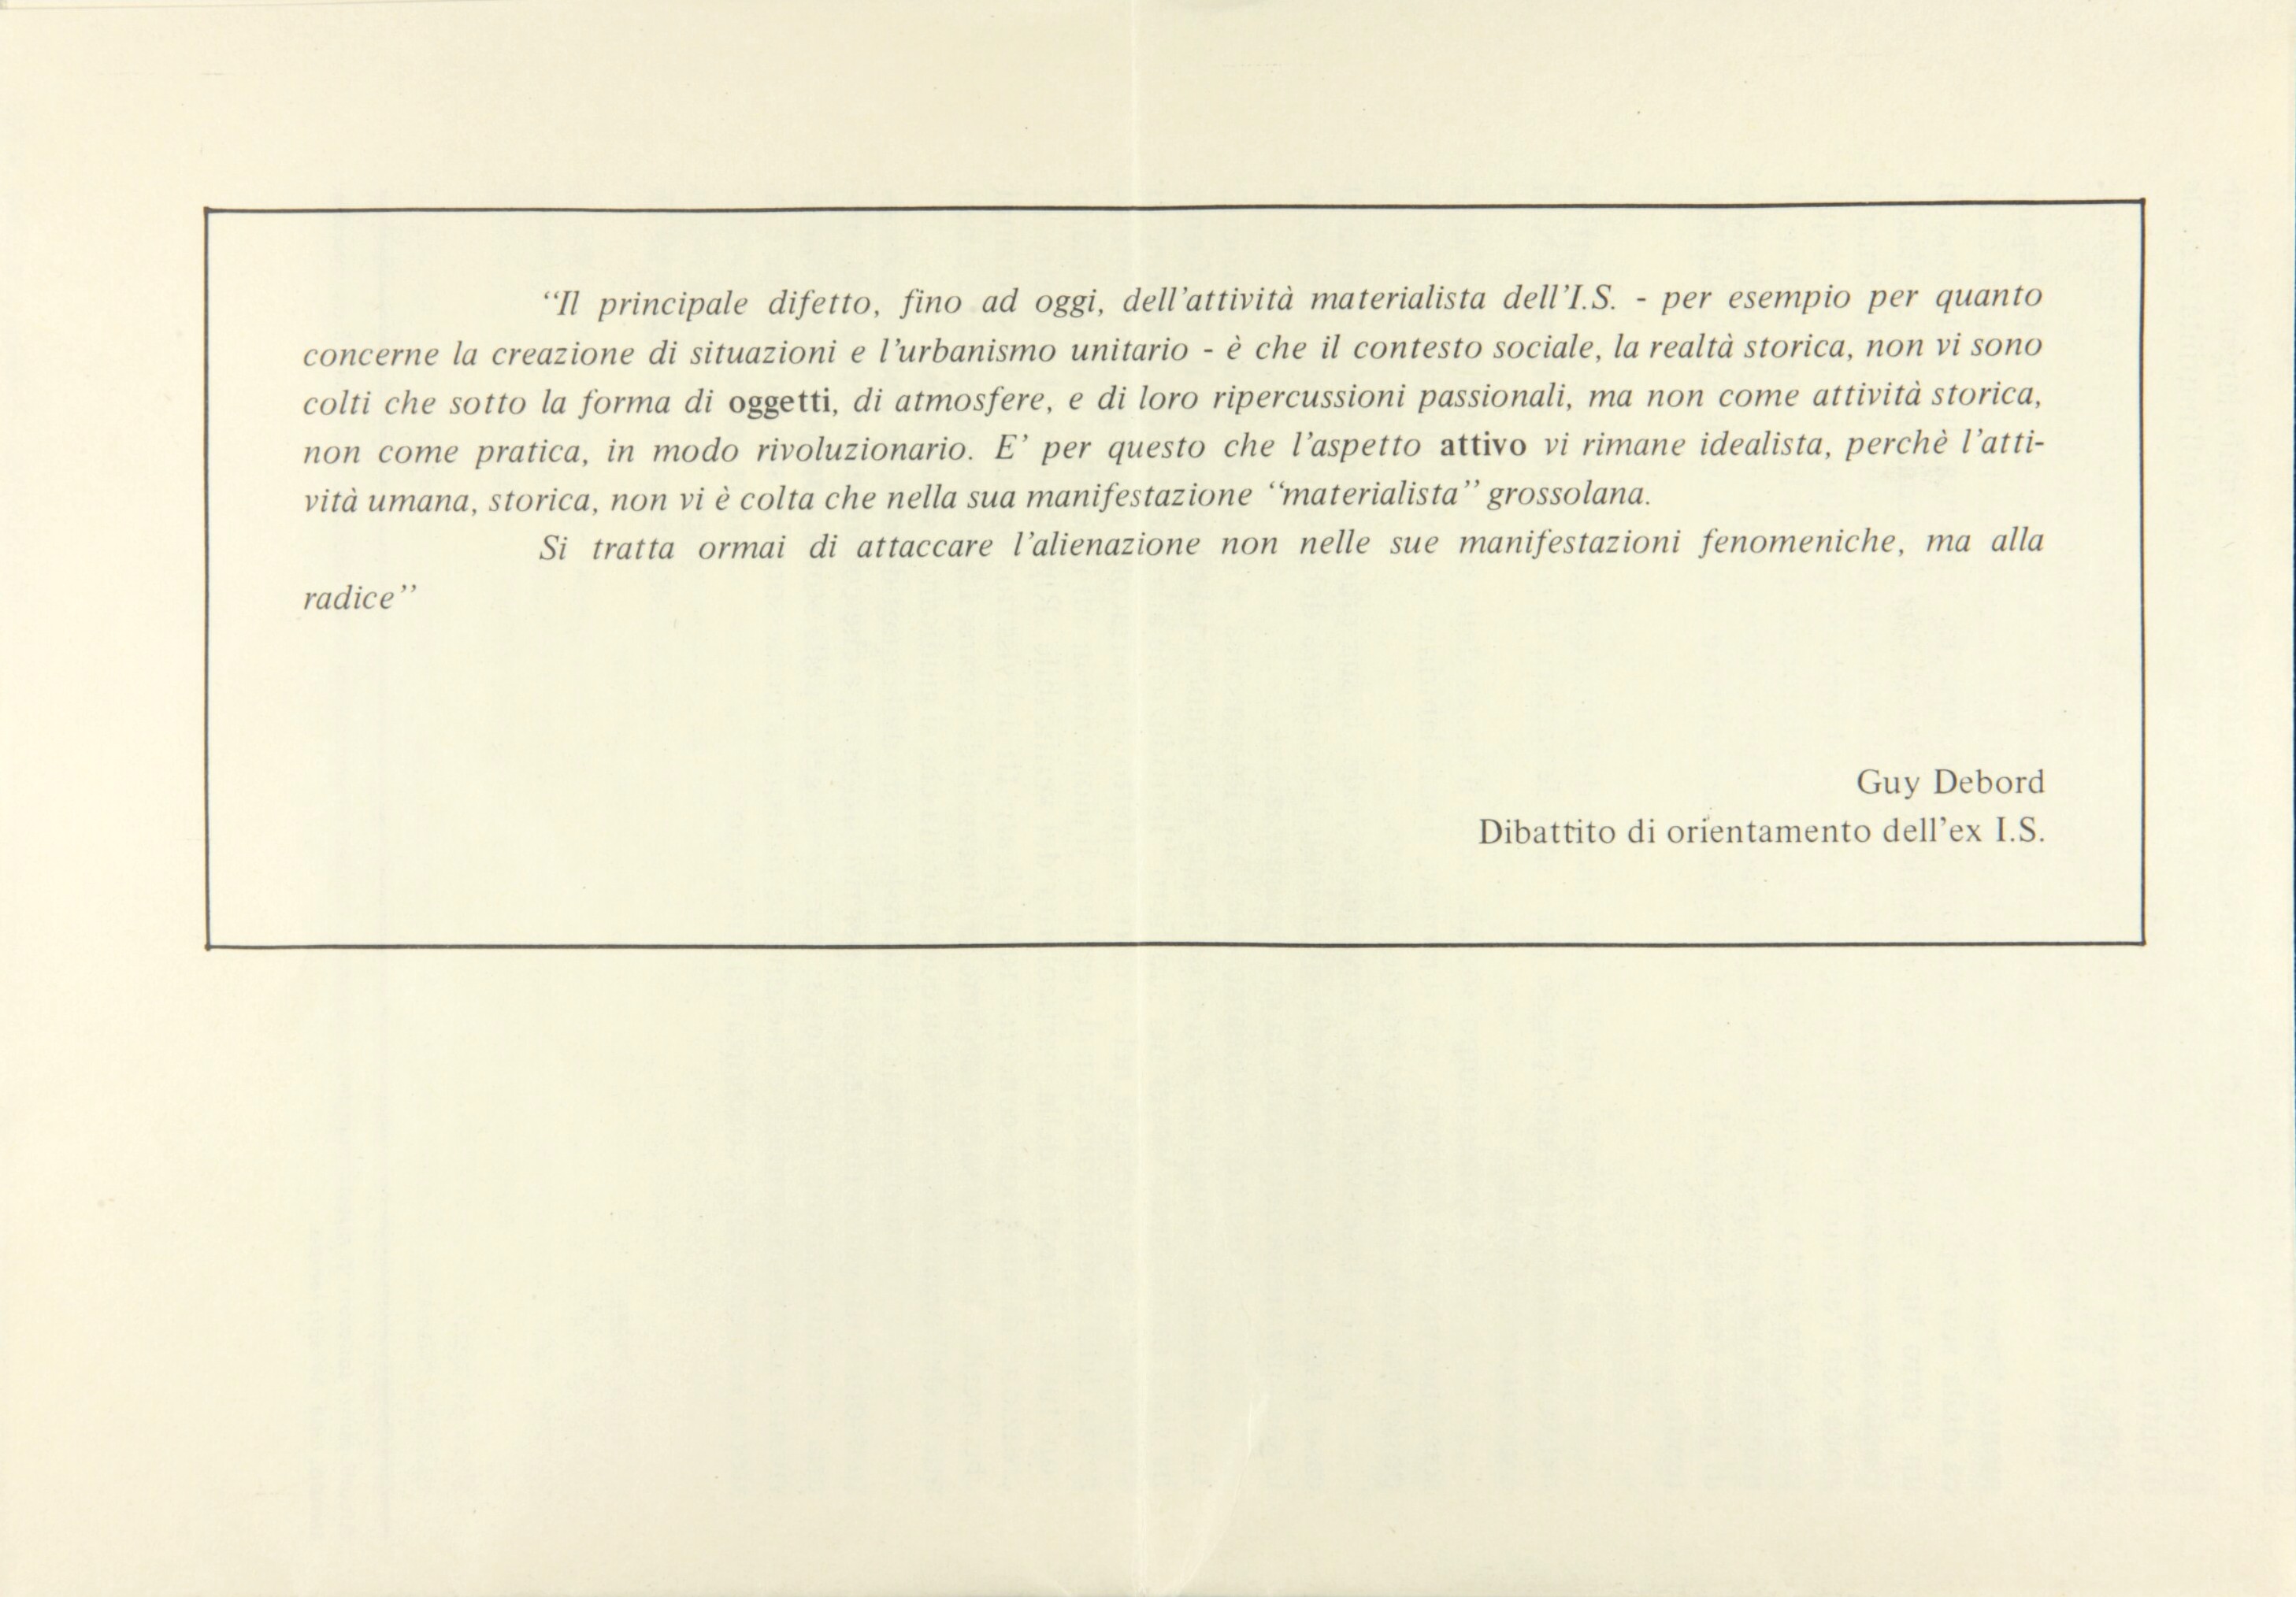 “Il principale difetto, fino ad oggi, dell’attività materialista dell’I.S. - per esempio per quanto
concerne la creazione di situazioni e l’urbanismo unitario - è che il contesto sociale, la realtà storica, non vi sono
colti che sotto la forma di oggetti, di atmosfere, e di loro ripercussioni passionali, ma non come attività storica,
non come pratica, in modo rivoluzionario. E’ per questo che l’aspetto attivo vi rimane idealista, perchè l’atti-
vità umana, storica, non vi è colta che nella sua manifestazione “materialista” grossolana.
Si tratta ormai di attaccare l’alienazione non nelle sue manifestazioni fenomeniche, ma alla
radice”
Guy Debord
Dibattito di orientamento dell’ex I.S.